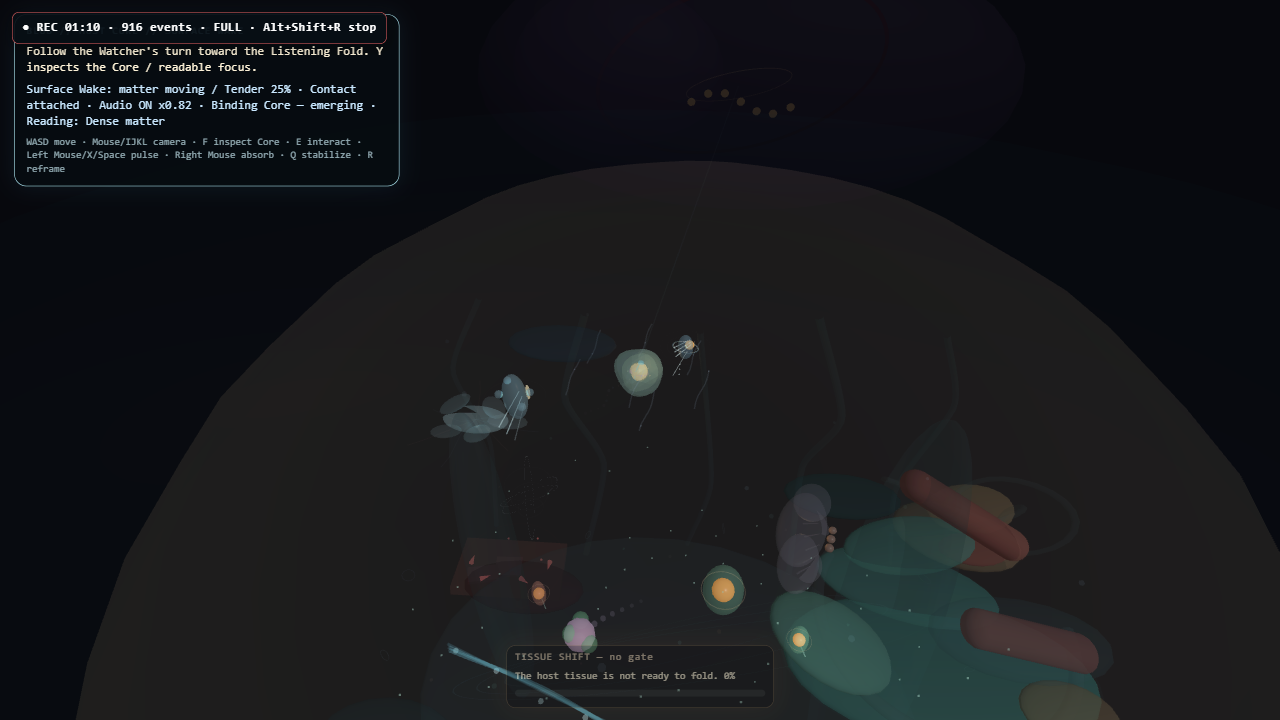 ● REC 01:10 · 916 events · FULL · Alt+Shift+R stop
Follow the Watcher's turn toward the Listening Fold. Y
inspects the Core / readable focus.
Surface Wake: matter moving / Tender 25% · Contact
attached · Audio ON x0.82 · Binding Core — emerging ·
Reading: Dense matter
WASD move · Mouse/IJKL camera · F inspect Core · E interact ·
Left Mouse/X/Space pulse · Right Mouse absorb · Q stabilize · R
reframe
TISSUE SHIFT — no gate
The host tissue is not ready to fold. 0%